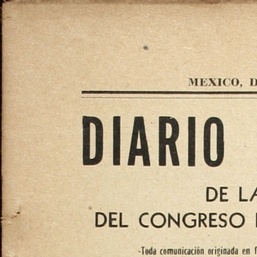 MEXICO, D
DIARIO
DE LA
DEL CONGRESO
-Toda comunicación originada en f